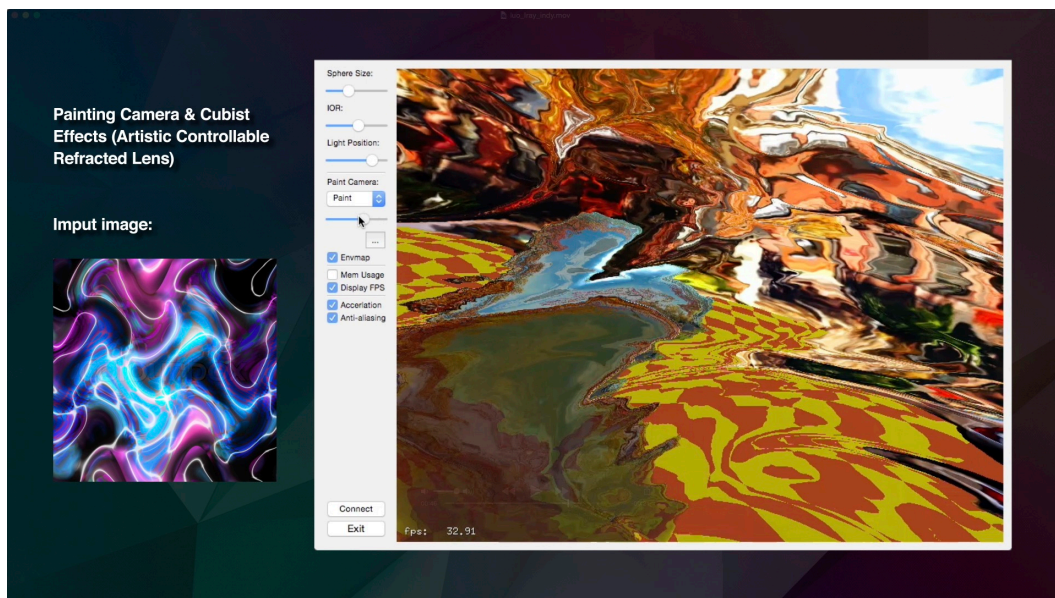 Painting Camera & Cubist
Effects (Artistic Controllable
Refracted Lens)
Imput image:
Sphere Size:
IOR:
Light Position:
Paint Camera:
Paint
...
Envmap
Mem Usage
Display FPS
Accerlation
Anti-aliasing
Connect
Exit
fps: 32.91